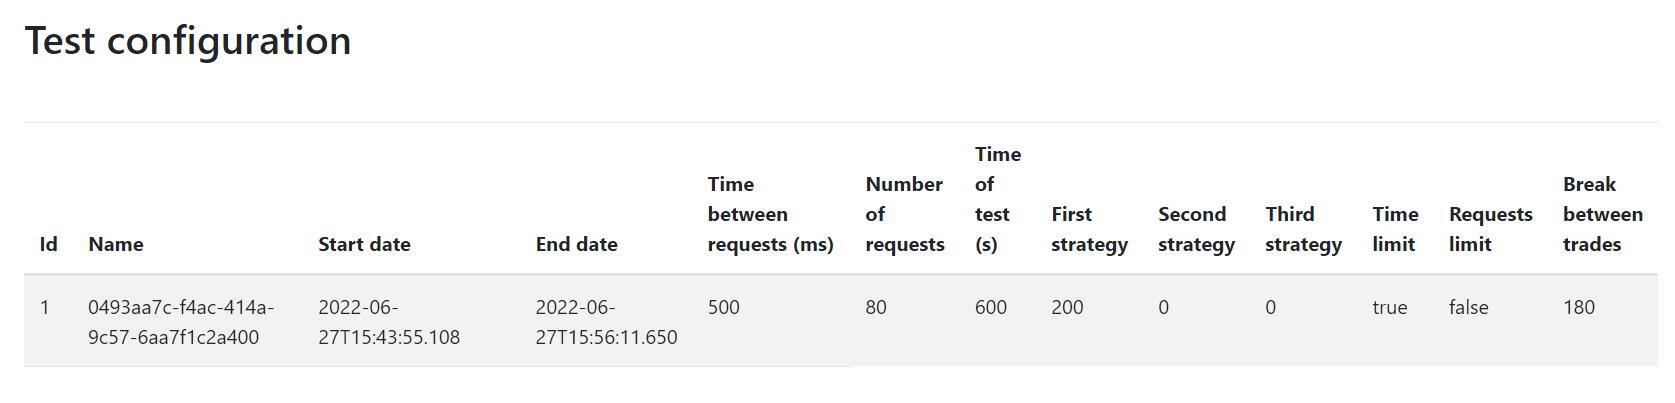 Test configuration
Id Name Start date End date Time between requests (ms) Number of requests Time of test (s) First strategy Second strategy Third strategy Time limit Requests limit Break between trades
1 0493aa7c-f4ac-414a-9c57-6aa7f1c2a400 2022-06-27T15:43:55.108 2022-06-27T15:56:11.650 500 80 600 200 0 0 true false 180